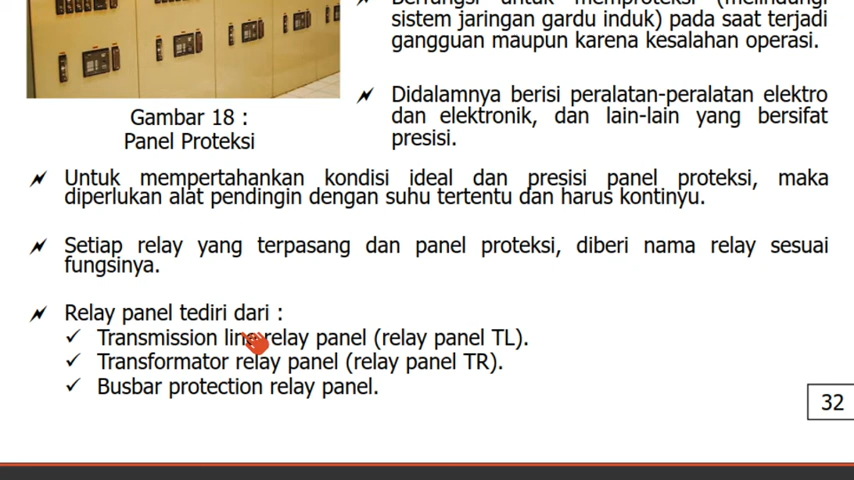 Berfungsi untuk memproteksi (melindungi
sistem jaringan gardu induk) pada saat terjadi
gangguan maupun karena kesalahan operasi.
Didalamnya berisi peralatan-peralatan elektro
dan elektronik, dan lain-lain yang bersifat
presisi.
Gambar 18 :
Panel Proteksi
Untuk mempertahankan kondisi ideal dan presisi panel proteksi, maka
diperlukan alat pendingin dengan suhu tertentu dan harus kontinyu.
Setiap relay yang terpasang dan panel proteksi, diberi nama relay sesuai
fungsinya.
Relay panel tediri dari :
Transmission line relay panel (relay panel TL).
Transformator relay panel (relay panel TR).
Busbar protection relay panel.
32